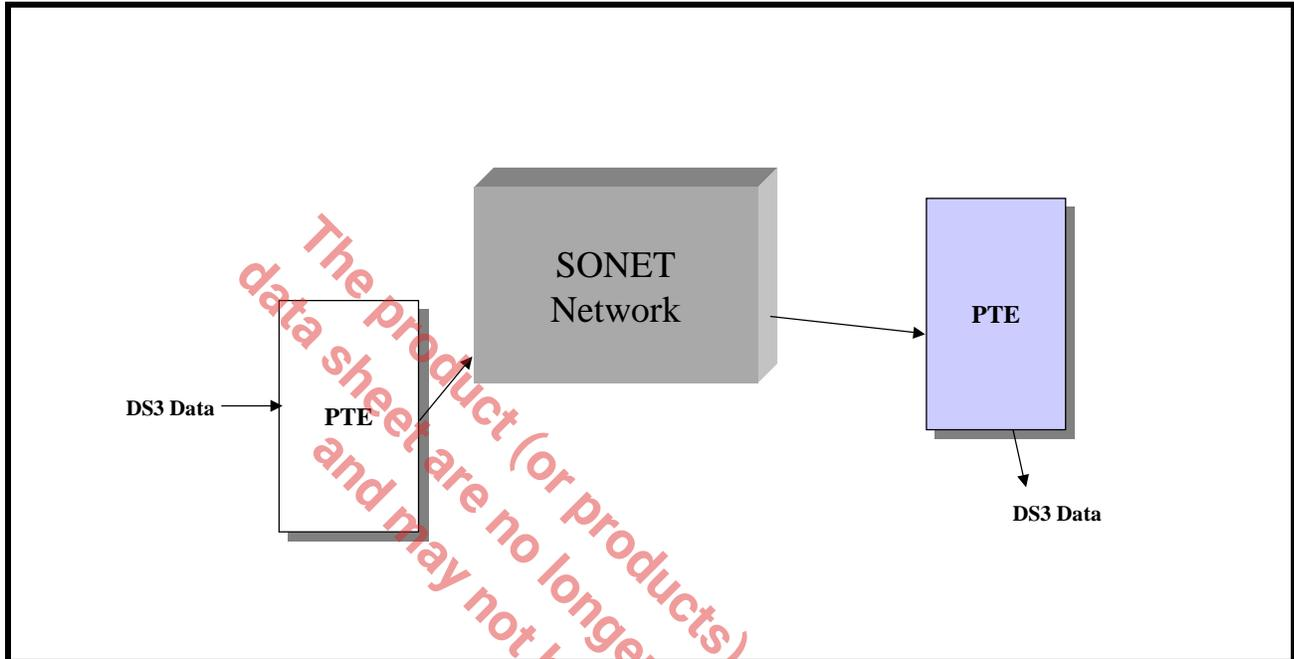 SONET
Network
PTE
DS3 Data
PTE
DS3 Data
The product (or products)
data sheet are no longer
and may not